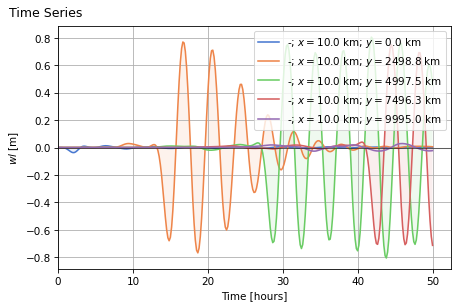 Time Series
0.8
0.6
0.4
0.2
0.0
−0.2
−0.4
−0.6
−0.8
wl [m]
-; x = 10.0 km; y = 0.0 km
-; x = 10.0 km; y = 2498.8 km
-; x = 10.0 km; y = 4997.5 km
-; x = 10.0 km; y = 7496.3 km
-; x = 10.0 km; y = 9995.0 km
0 10 20 30 40 50
Time [hours]